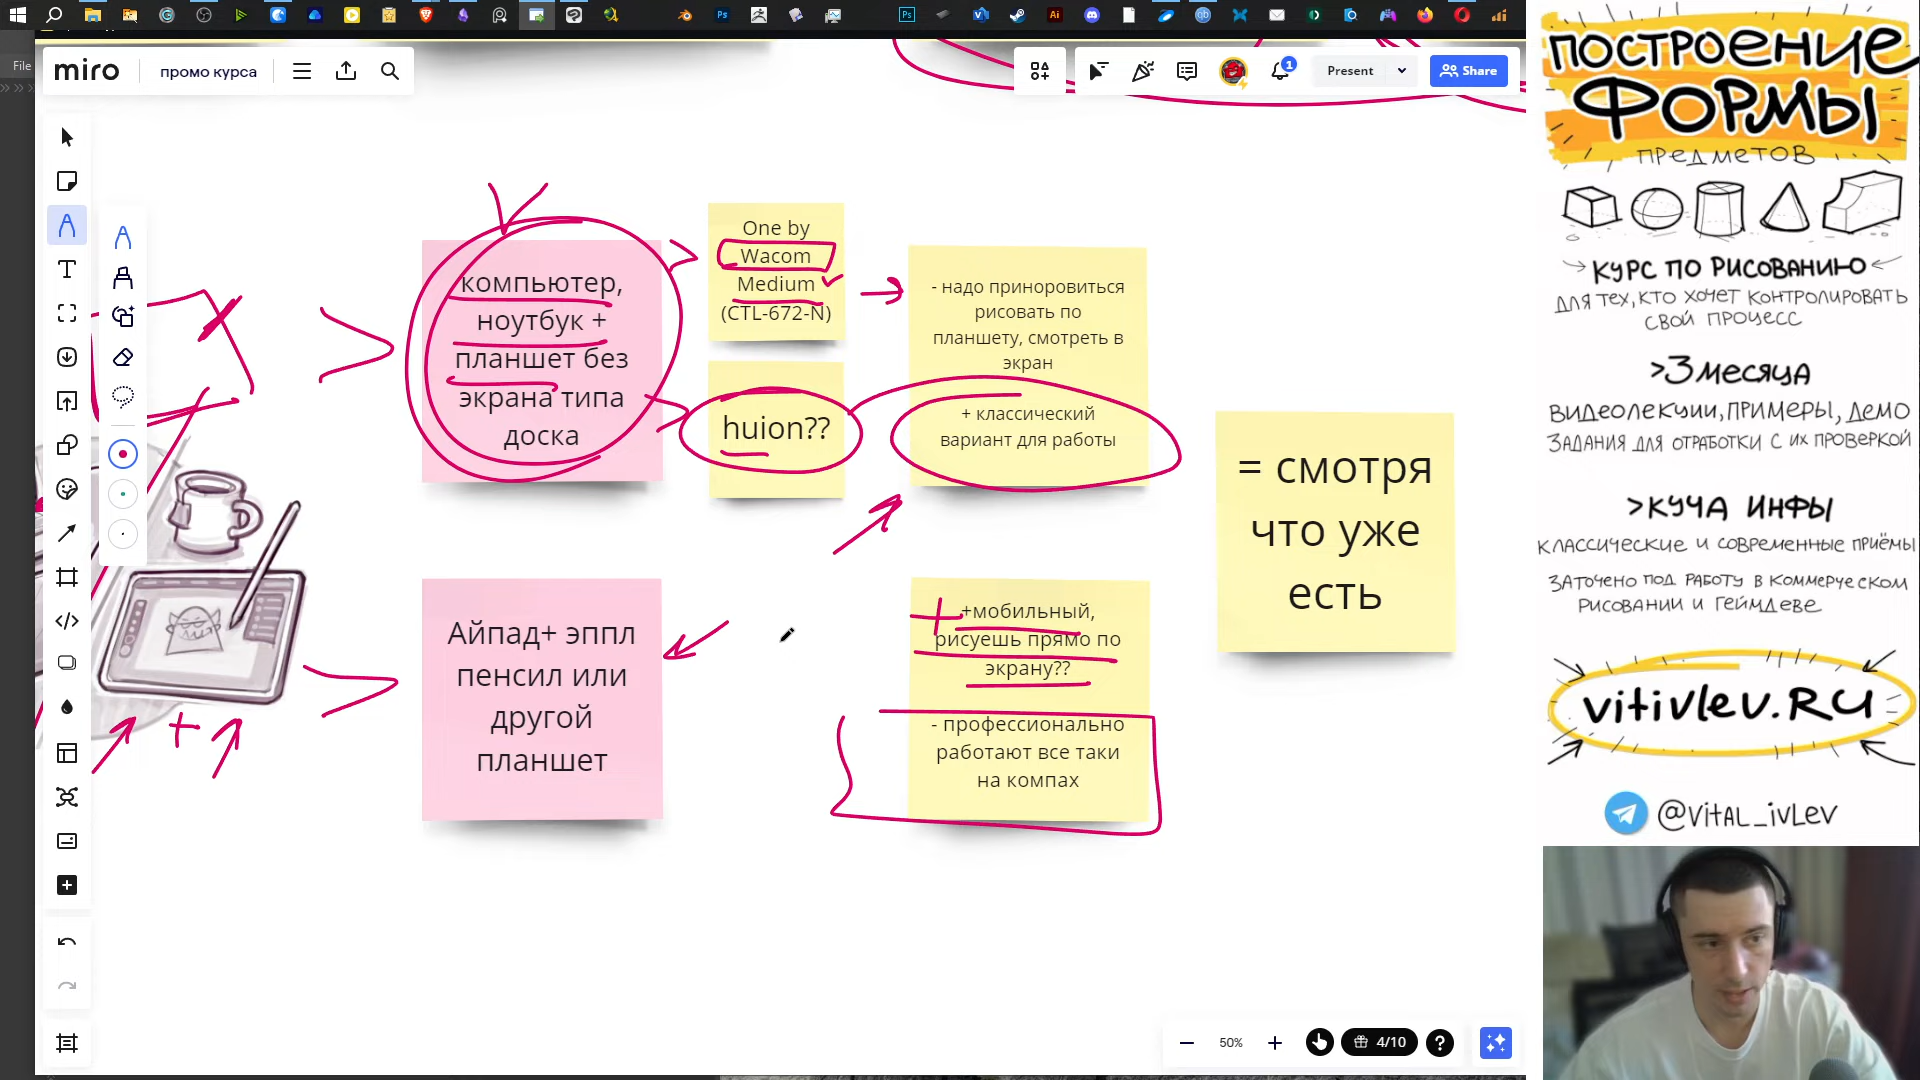 File
miro
промо курса
1
Present
Share
One by
Wacom
Medium
(CTL-672-N)
компьютер,
ноутбук +
планшет без
экрана типа
доска
huion??
- надо приноровиться
рисовать по
планшету, смотреть в
экран
+ классический
вариант для работы
= смотря
что уже
есть
Айпад+ эппл
пенсил или
другой
планшет
+мобильный,
рисуешь прямо по
экрану??
- профессионально
работают все таки
на компах
50%
4/10
ПОСТРОЕНИЕ
ФОРМЫ
ПРЕДМЕТОВ
КУРС ПО РИСОВАНИЮ
ДЛЯ ТЕХ, КТО ХОЧЕТ КОНТРОЛИРОВАТЬ
СВОЙ ПРОЦЕСС
>3 месяца
ВИДЕОЛЕКЦИИ, ПРИМЕРЫ, ДЕМО
ЗАДАНИЯ ДЛЯ ОТРАБОТКИ С ИХ ПРОВЕРКОЙ
>КУЧА ИНФЫ
КЛАССИЧЕСКИЕ И СОВРЕМЕННЫЕ ПРИЁМЫ
ЗАТОЧЕНО ПОД РАБОТУ В КОММЕРЧЕСКОМ
РИСОВАНИИ И ГЕЙМДЕВЕ
vitivlev.RU
@VITAL_IVLEV